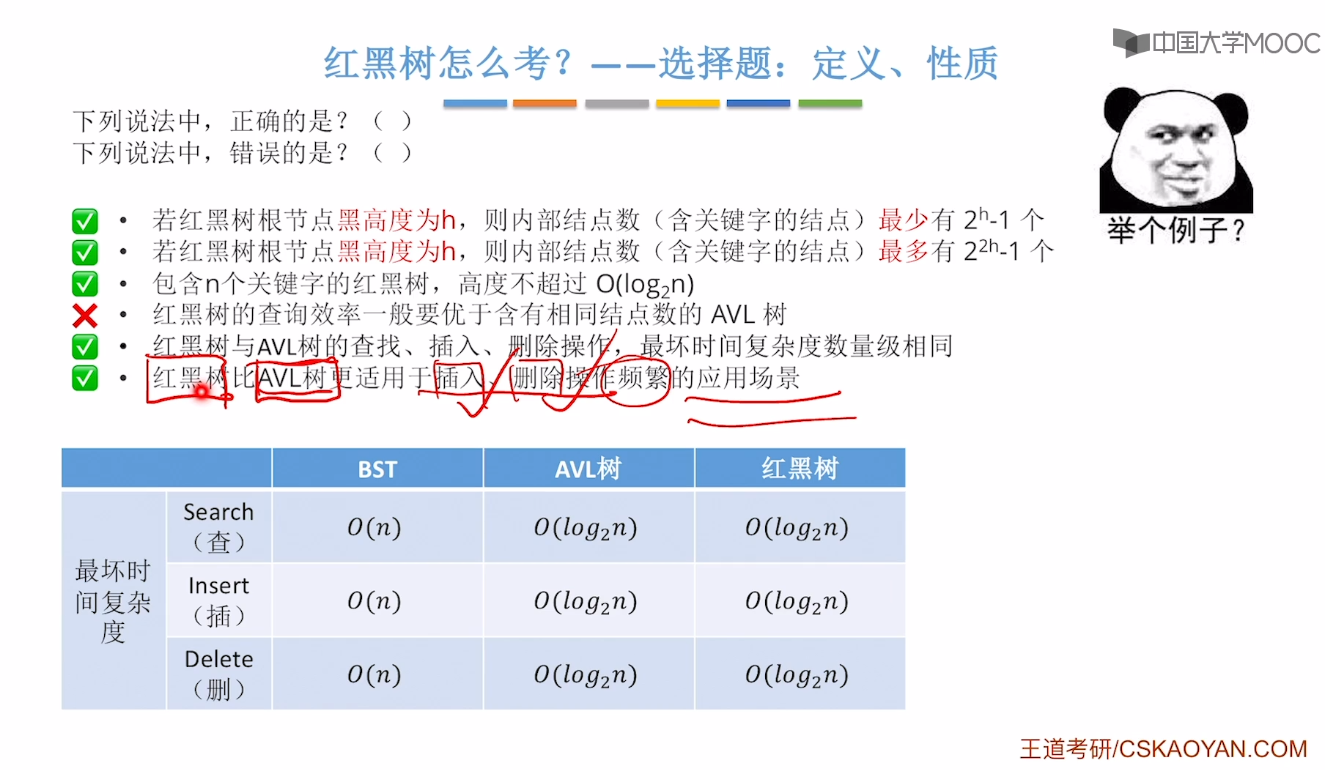 中国大学MOOC
红黑树怎么考？——选择题：定义、性质
下列说法中，正确的是？（ ）
下列说法中，错误的是？（ ）
举个例子？
• 若红黑树根节点黑高度为h，则内部结点数（含关键字的结点）最少有 2ʰ-1 个
• 若红黑树根节点黑高度为h，则内部结点数（含关键字的结点）最多有 2²ʰ-1 个
• 包含n个关键字的红黑树，高度不超过 O(log₂n)
• 红黑树的查询效率一般要优于含有相同结点数的 AVL 树
• 红黑树与AVL树的查找、插入、删除操作，最坏时间复杂度数量级相同
• 红黑树比AVL树更适用于插入、删除操作频繁的应用场景
BST AVL树 红黑树
最坏时间复杂度
Search
（查）
O(n) O(log₂n) O(log₂n)
Insert
（插）
O(n) O(log₂n) O(log₂n)
Delete
（删）
O(n) O(log₂n) O(log₂n)
王道考研/CSKAOYAN.COM